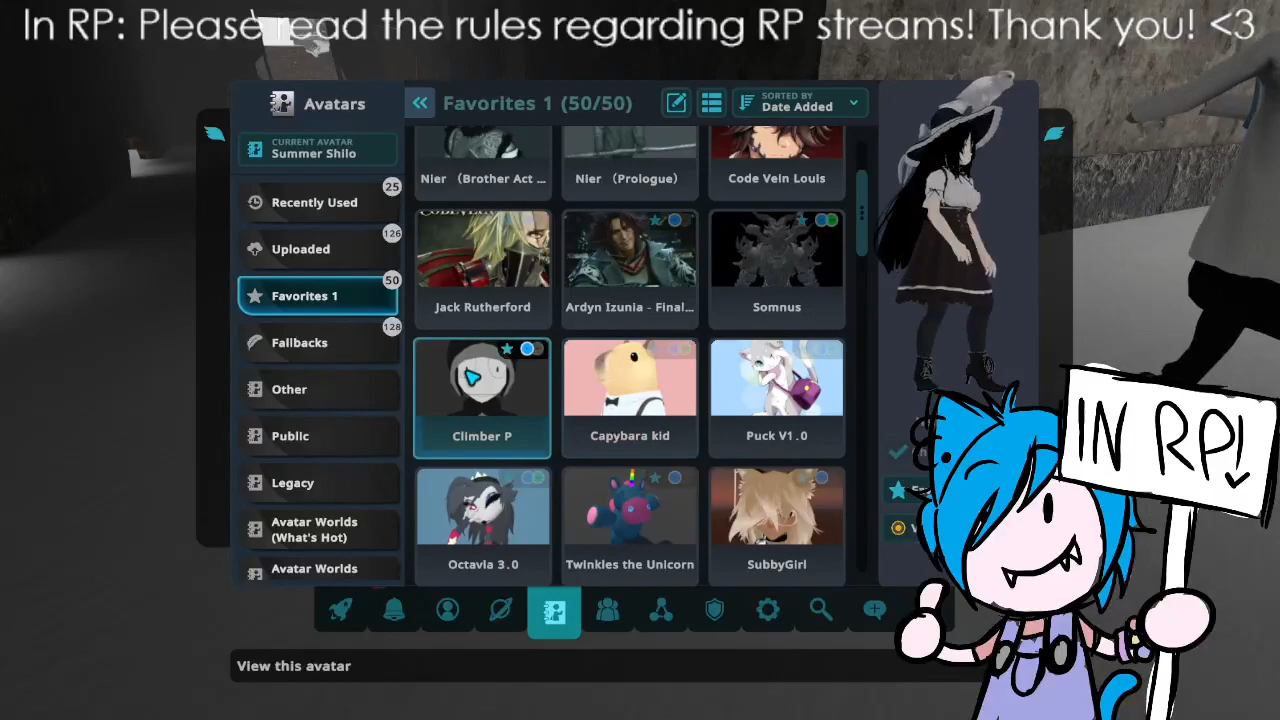 In RP: Please read the rules regarding RP streams! Thank you! <3
Avatars
Favorites 1 (50/50)
SORTED BY
Date Added
CURRENT AVATAR
Summer Shilo
Recently Used
25
Uploaded
126
Favorites 1
50
Fallbacks
128
Other
Public
Legacy
Avatar Worlds
(What's Hot)
Avatar Worlds
Nier (Brother Act ...
Nier (Prologue)
Code Vein Louis
Jack Rutherford
Ardyn Izunia - Final...
Somnus
Climber P
Capybara kid
Puck V1.0
Octavia 3.0
Twinkles the Unicorn
SubbyGirl
IN RP!
View this avatar